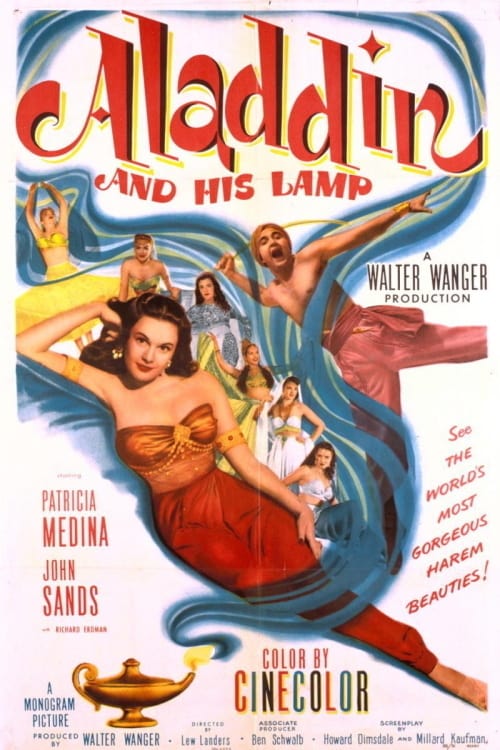 Aladdin
AND HIS LAMP
A
WALTER WANGER
PRODUCTION
See
THE
WORLD'S
MOST
GORGEOUS
HAREM
BEAUTIES!
starring
PATRICIA
MEDINA
JOHN
SANDS
with RICHARD ERDMAN
COLOR BY
CINECOLOR
A
MONOGRAM
PICTURE
PRODUCED BY WALTER WANGER
DIRECTED BY
Lew Landers
ASSOCIATE PRODUCER
Ben Schwalb
SCREENPLAY BY
Howard Dimsdale AND Millard Kaufman